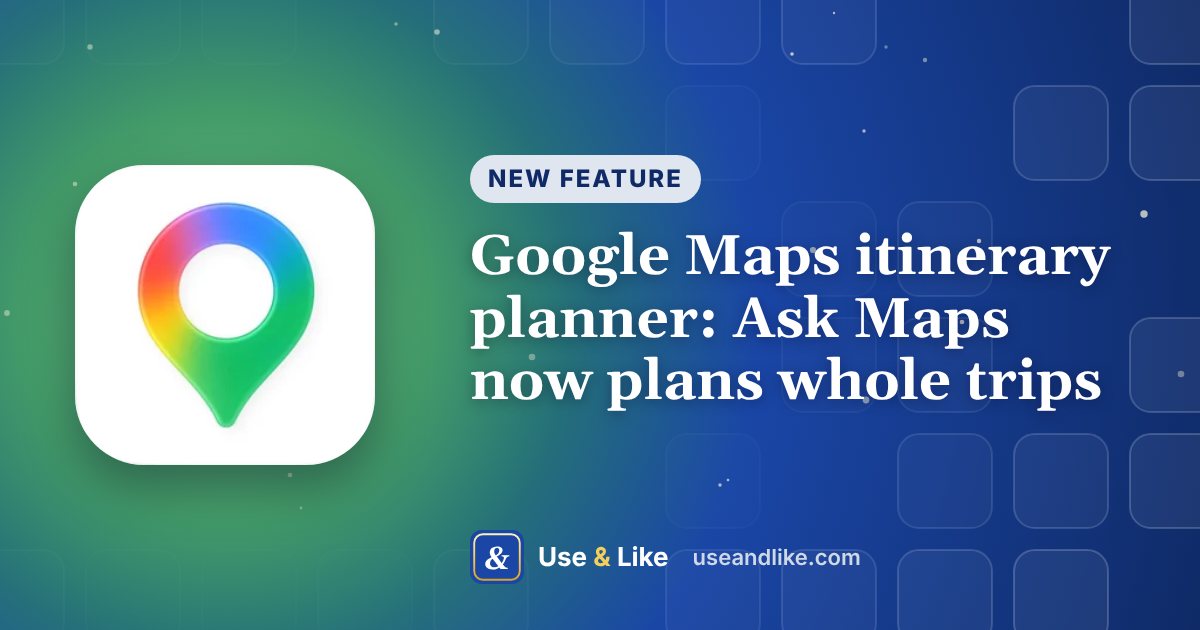 NEW FEATURE
Google Maps itinerary
planner: Ask Maps
now plans whole trips
& Use & Like useandlike.com